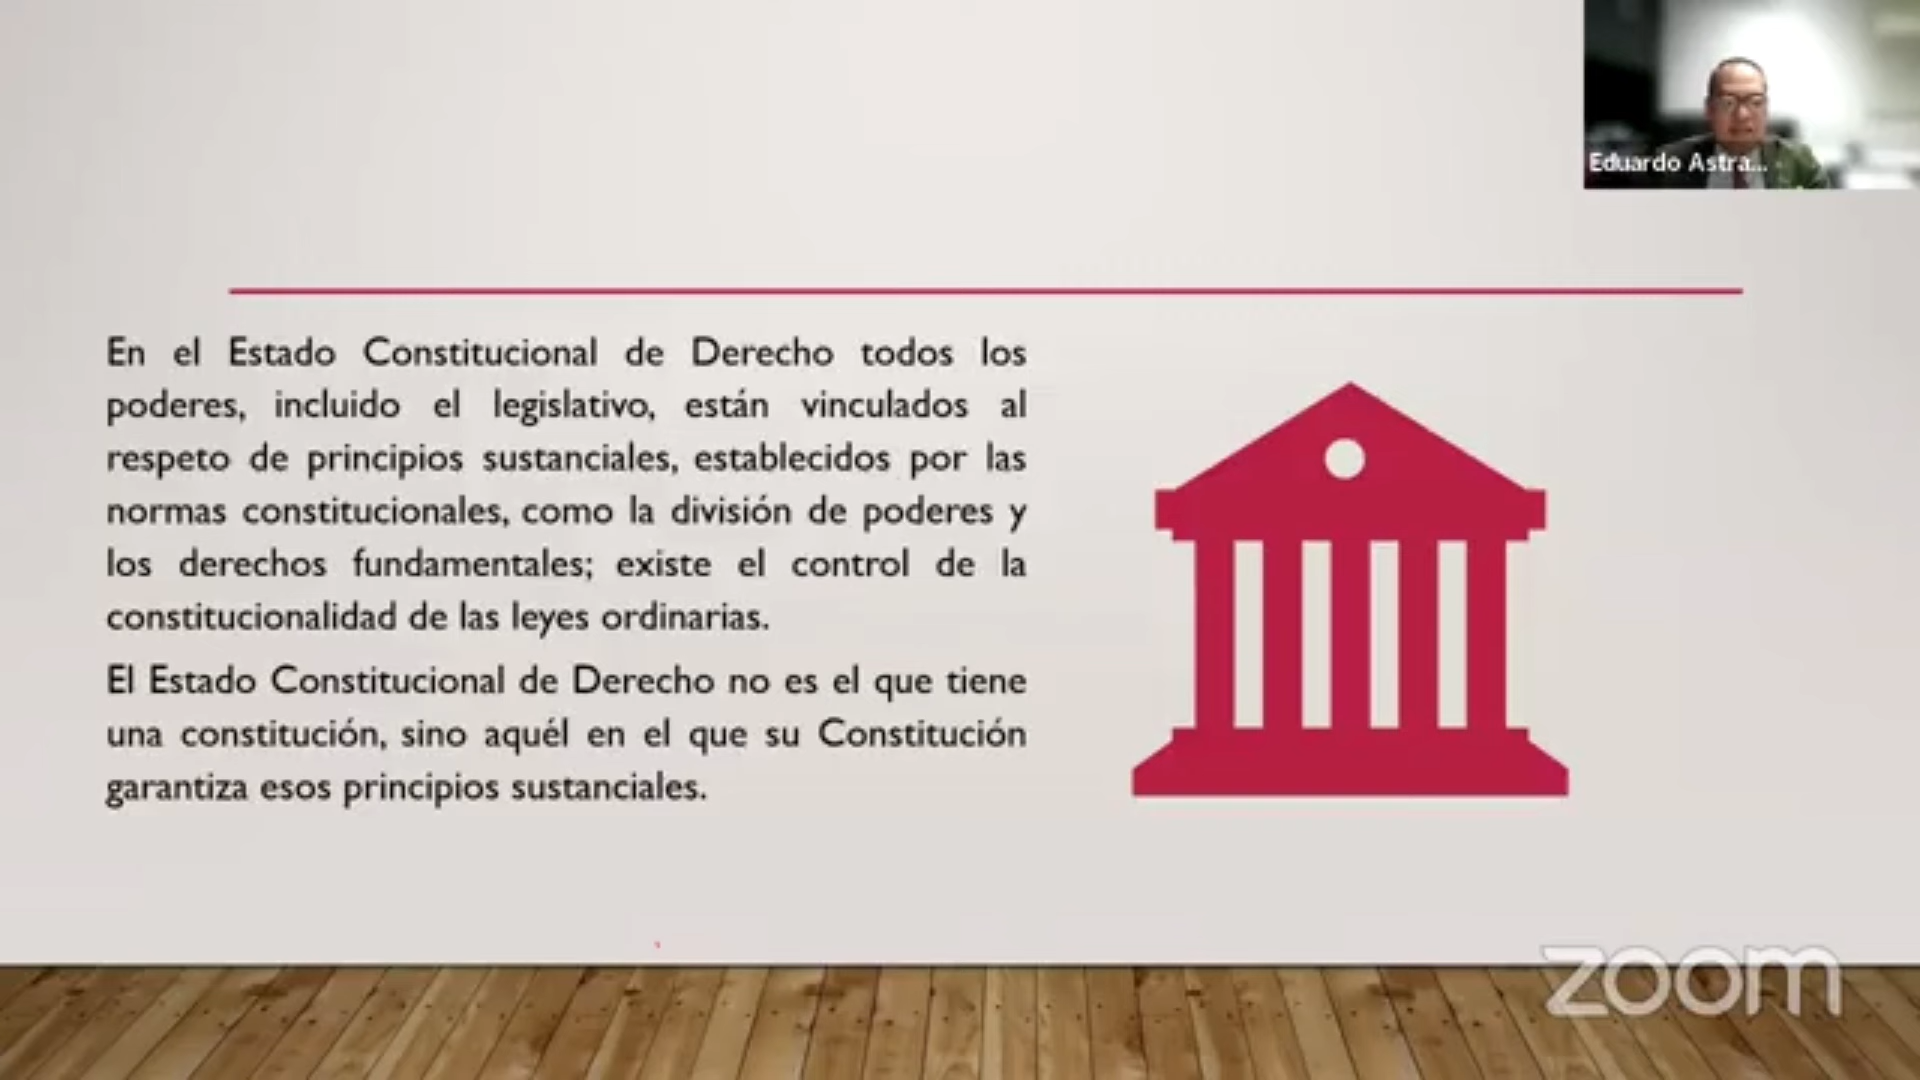 Eduardo Astra...
En el Estado Constitucional de Derecho todos los
poderes, incluido el legislativo, están vinculados al
respeto de principios sustanciales, establecidos por las
normas constitucionales, como la división de poderes y
los derechos fundamentales; existe el control de la
constitucionalidad de las leyes ordinarias.
El Estado Constitucional de Derecho no es el que tiene
una constitución, sino aquél en el que su Constitución
garantiza esos principios sustanciales.
zoom